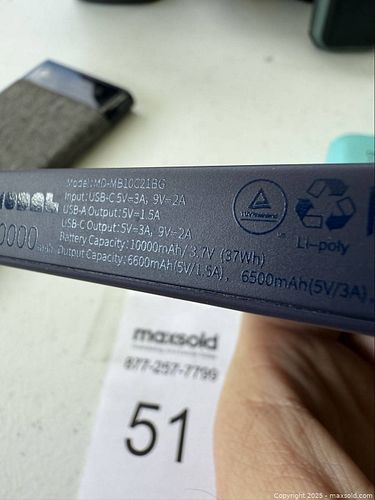 Model: MD-MB10C21BG
Input: USB-C 5V=3A, 9V=2A
USB-A Output: 5V=1.5A
USB-C Output: 5V=3A, 9V=2A
Battery Capacity: 10000mAh/ 3.7V (37Wh)
Output Capacity: 6600mAh(5V/1.5A), 6500mAh(5V/3A),
0000mAh
Li-poly
maxsold
877-257-7799
51
Copyright 2025 - maxsold.com